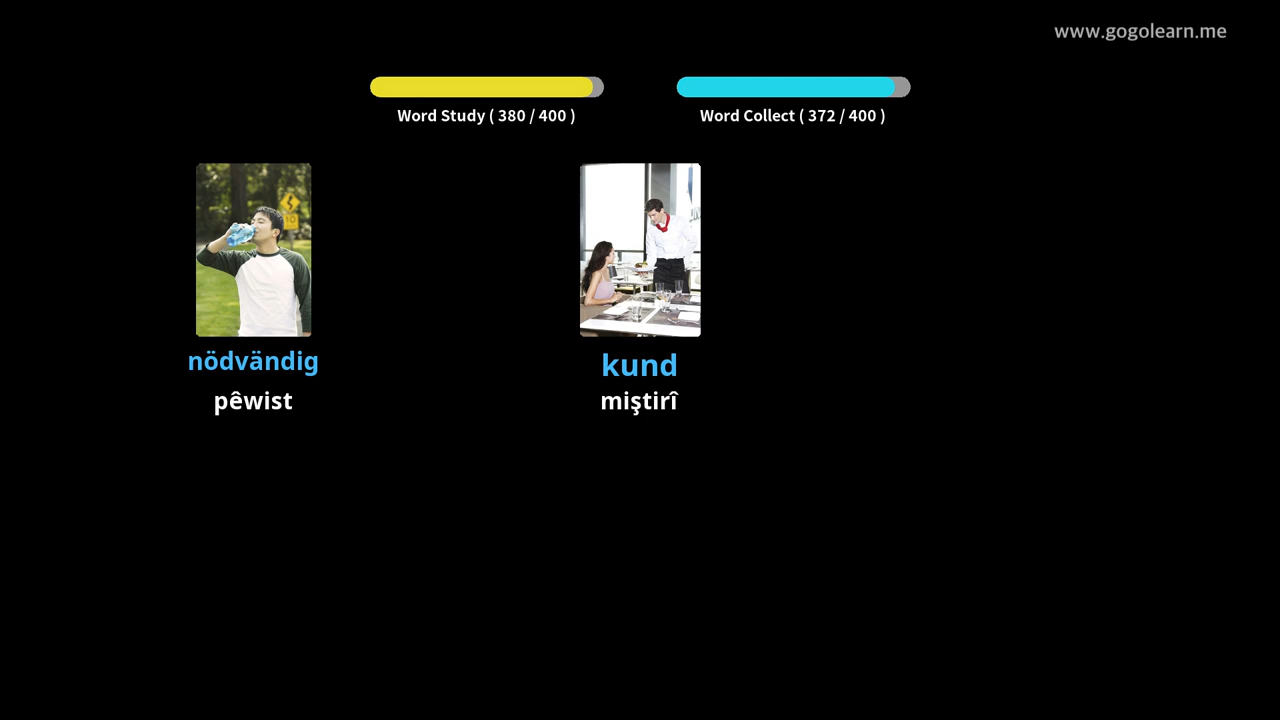 www.gogolearn.me
Word Study ( 380 / 400 )
Word Collect ( 372 / 400 )
nödvändig
pêwist
kund
miştirî